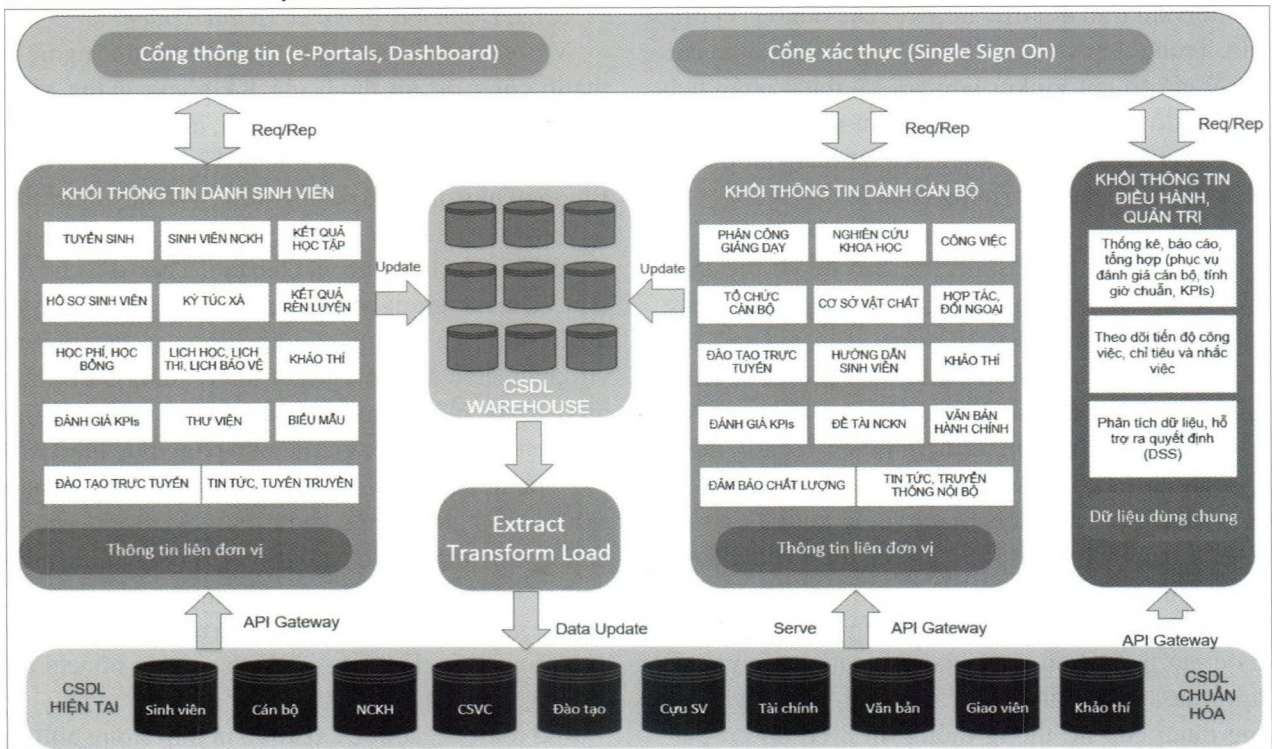 Cổng thông tin (e-Portals, Dashboard)
Cổng xác thực (Single Sign On)
Req/Rep
Req/Rep
Req/Rep
KHỐI THÔNG TIN DÀNH SINH VIÊN
TUYỂN SINH
SINH VIÊN NCKH
KẾT QUẢ
HỌC TẬP
HỒ SƠ SINH VIÊN
KÝ TÚC XÁ
KẾT QUẢ
RÈN LUYỆN
HỌC PHÍ, HỌC
BỔNG
LỊCH HỌC, LỊCH
THI, LỊCH BẢO VỆ
KHẢO THÍ
ĐÁNH GIÁ KPIs
THƯ VIỆN
BIỂU MẪU
ĐÀO TẠO TRỰC TUYẾN
TIN TỨC, TUYÊN TRUYỀN
Thông tin liên đơn vị
Update
CSDL
WAREHOUSE
Update
Extract
Transform Load
KHỐI THÔNG TIN DÀNH CÁN BỘ
PHÂN CÔNG
GIẢNG DẠY
NGHIÊN CỨU
KHOA HỌC
CÔNG VIỆC
TỔ CHỨC
CÁN BỘ
CƠ SỞ VẬT CHẤT
HỢP TÁC,
ĐỐI NGOẠI
ĐÀO TẠO TRỰC
TUYẾN
HƯỚNG DẪN
SINH VIÊN
KHẢO THÍ
ĐÁNH GIÁ KPIs
ĐỀ TÀI NCKN
VĂN BẢN
HÀNH CHÍNH
ĐẢM BẢO CHẤT LƯỢNG
TIN TỨC, TRUYỀN
THÔNG NỘI BỘ
Thông tin liên đơn vị
KHỐI THÔNG TIN
ĐIỀU HÀNH,
QUẢN TRỊ
Thống kê, báo cáo,
tổng hợp (phục vụ
đánh giá cán bộ, tính
giờ chuẩn, KPIs)
Theo dõi tiến độ công
việc, chỉ tiêu và nhắc
việc
Phân tích dữ liệu, hỗ
trợ ra quyết định
(DSS)
Dữ liệu dùng chung
API Gateway
Data Update
Serve
API Gateway
API Gateway
CSDL
HIỆN TẠI
Sinh viên
Cán bộ
NCKH
CSVC
Đào tạo
Cựu SV
Tài chính
Văn bản
Giao viên
Khảo thí
CSDL
CHUẨN
HÓA